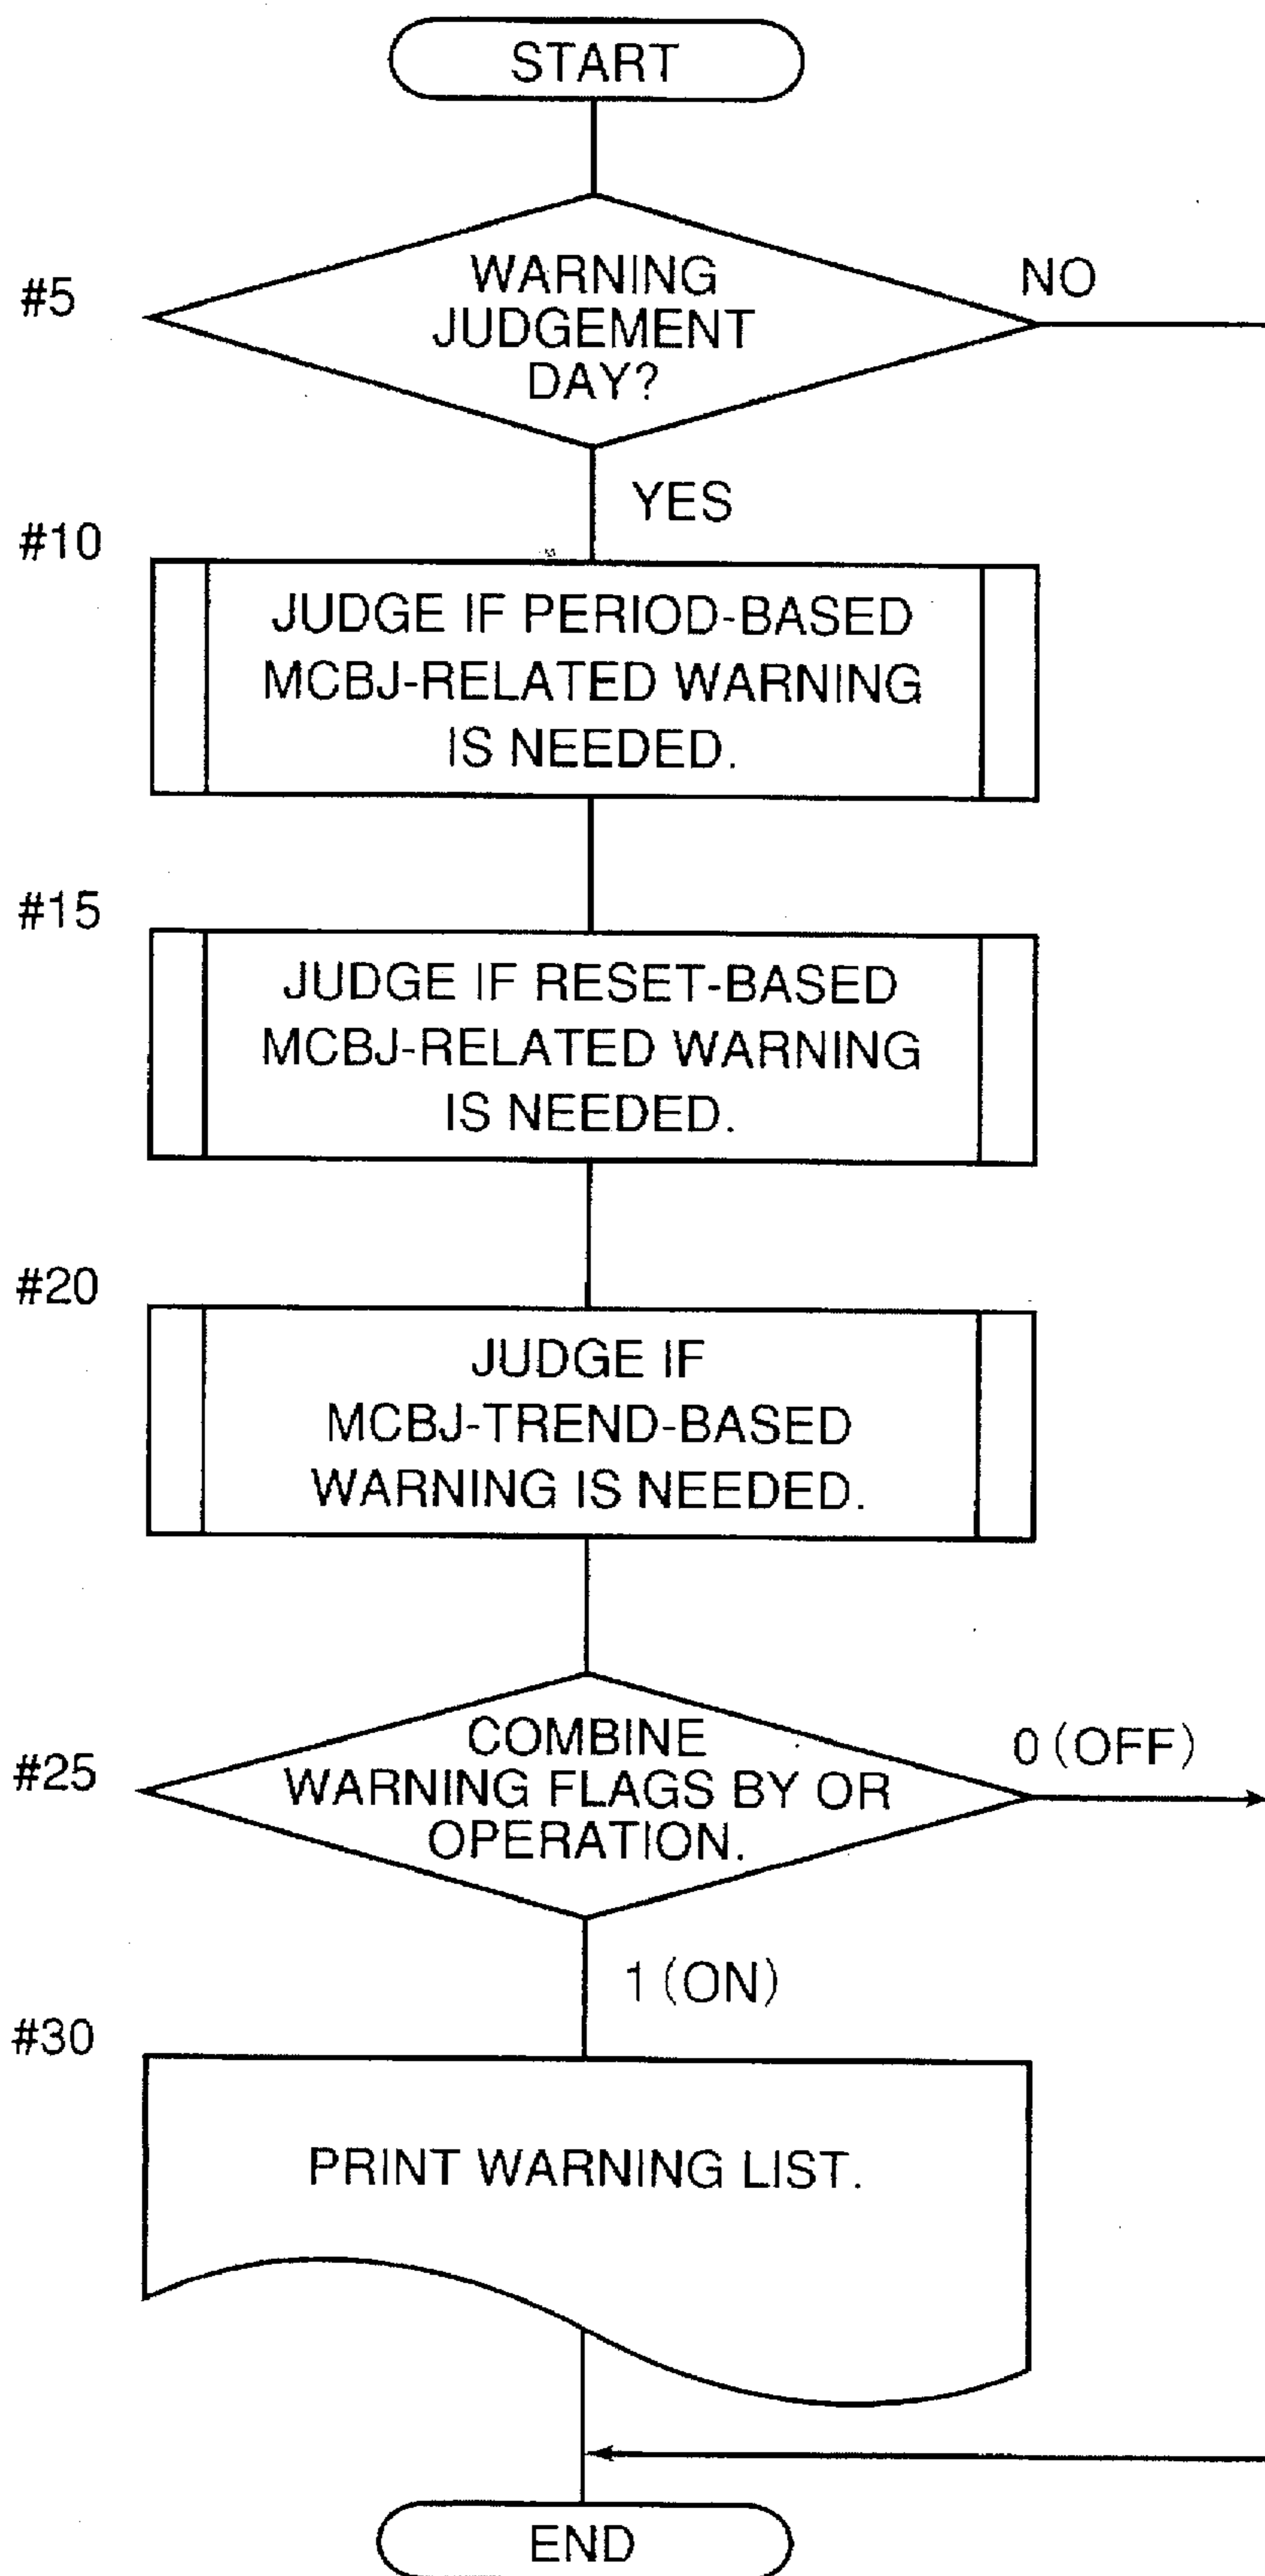 START
#5
WARNING
JUDGEMENT
DAY?
NO
YES
#10
JUDGE IF PERIOD-BASED
MCBJ-RELATED WARNING
IS NEEDED.
#15
JUDGE IF RESET-BASED
MCBJ-RELATED WARNING
IS NEEDED.
#20
JUDGE IF
MCBJ-TREND-BASED
WARNING IS NEEDED.
#25
COMBINE
WARNING FLAGS BY OR
OPERATION.
0 (OFF)
1 (ON)
#30
PRINT WARNING LIST.
END